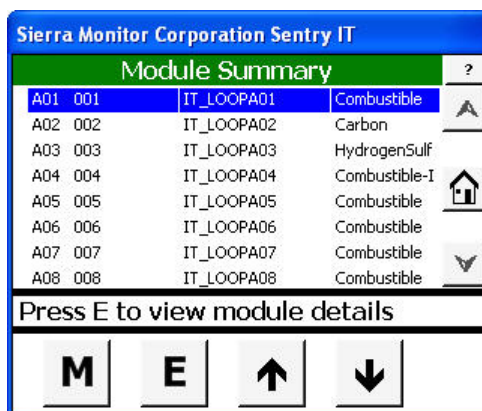 Sierra Monitor Corporation Sentry IT
Module Summary ?
A01 001 IT_LOOPA01 Combustible
A02 002 IT_LOOPA02 Carbon
A03 003 IT_LOOPA03 HydrogenSulf
A04 004 IT_LOOPA04 Combustible-I
A05 005 IT_LOOPA05 Combustible
A06 006 IT_LOOPA06 Combustible
A07 007 IT_LOOPA07 Combustible
A08 008 IT_LOOPA08 Combustible
Press E to view module details
M E